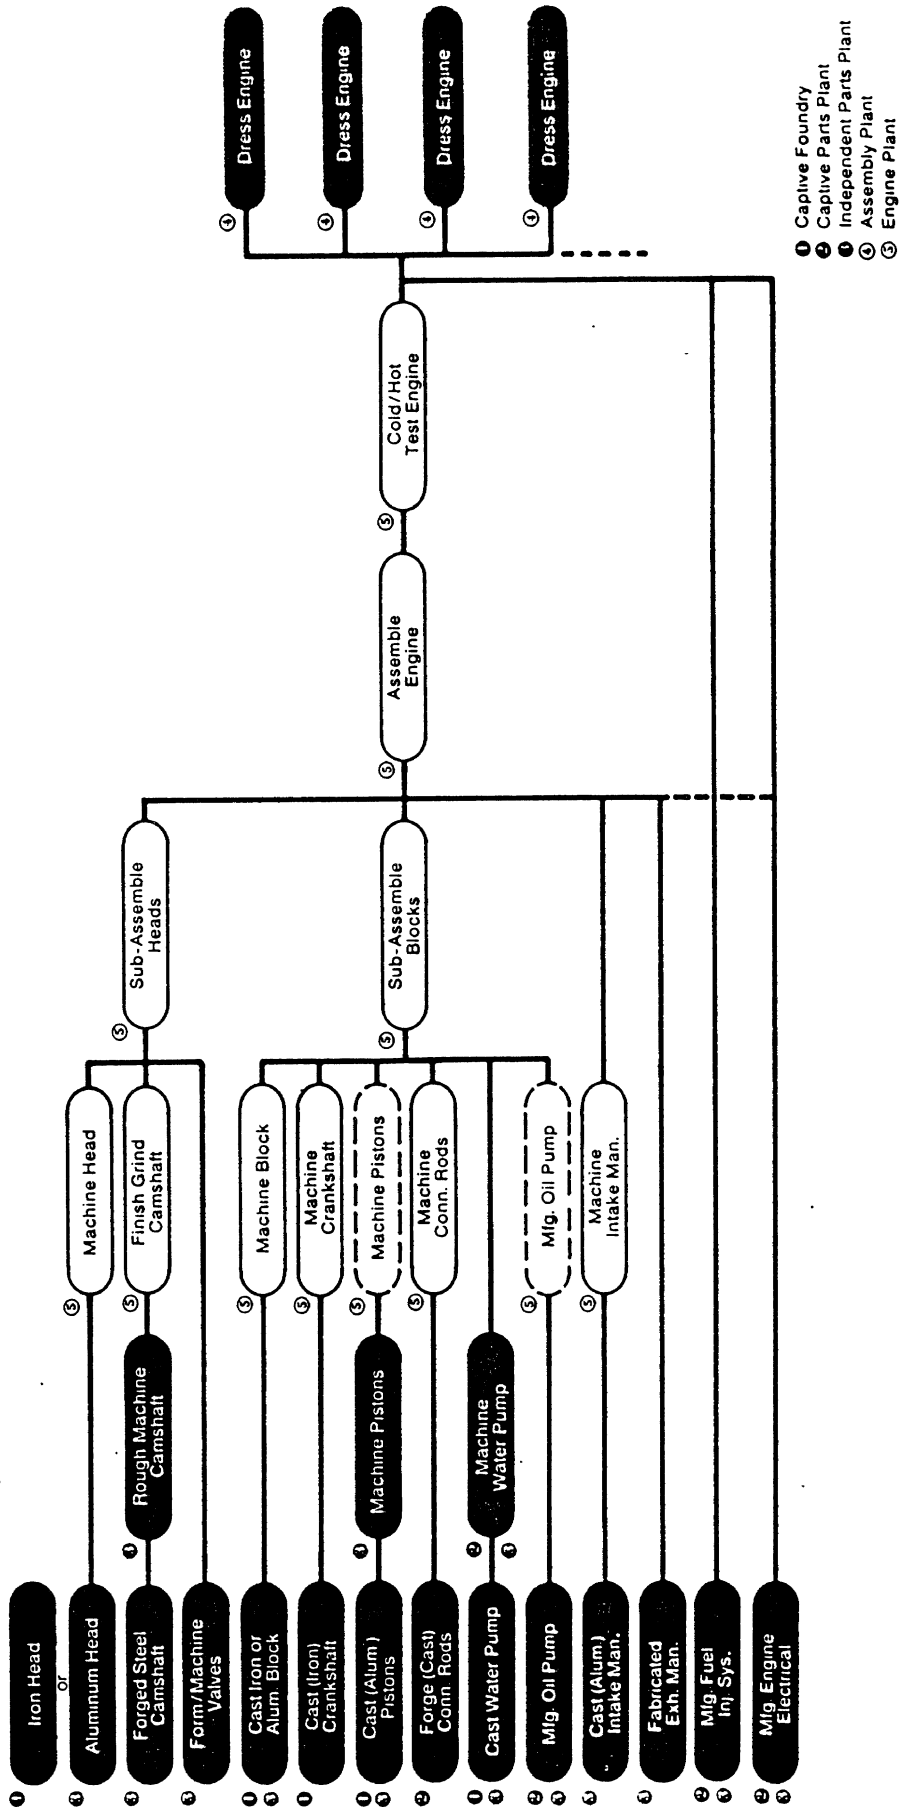 Iron Head
or
Aluminum Head
Forged Steel
Camshaft
Form/Machine
Valves
Cast Iron or
Alum. Block
Cast (Iron)
Crankshaft
Cast (Alum)
Pistons
Forge (Cast)
Conn. Rods
Cast Water Pump
Mfg. Oil Pump
Cast (Alum.)
Intake Man.
Fabricated
Exh. Man.
Mfg. Fuel
Inj. Sys.
Mfg. Engine
Electrical
Rough Machine
Camshaft
Machine Pistons
Machine
Water Pump
Machine Head
Finish Grind
Camshaft
Machine Block
Machine
Crankshaft
Machine Pistons
Machine
Conn. Rods
Mfg. Oil Pump
Machine
Intake Man.
Sub-Assemble
Heads
Sub-Assemble
Blocks
Assemble
Engine
Cold/Hot
Test Engine
Dress Engine
Dress Engine
Dress Engine
Dress Engine
1 Captive Foundry
2 Captive Parts Plant
3 Independent Parts Plant
4 Assembly Plant
5 Engine Plant